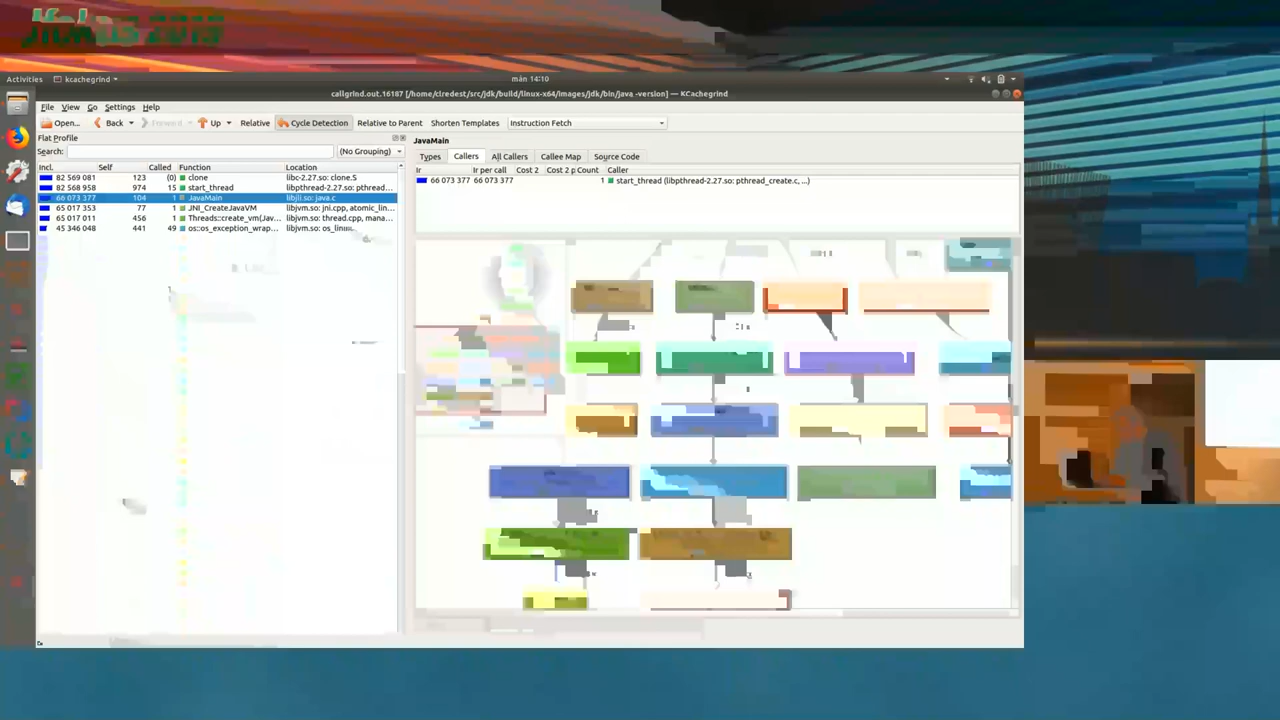 Jfokus 2019
Activities kcachegrind mán 14:10
callgrind.out.16187 [/home/clredest/src/jdk/build/linux-x64/images/jdk/bin/java -version] — KCachegrind
File View Go Settings Help
Open... Back Forward Up Relative Cycle Detection Relative to Parent Shorten Templates Instruction Fetch
Flat Profile
Search: (No Grouping)
Incl. Self Called Function Location
82 569 081 123 (0) clone libc-2.27.so: clone.S
82 568 958 974 15 start_thread libpthread-2.27.so: pthread...
66 073 377 104 1 JavaMain libjli.so: java.c
65 017 353 77 1 JNI_CreateJavaVM libjvm.so: jni.cpp, atomic_lin...
65 017 011 456 1 Threads::create_vm(Jav... libjvm.so: thread.cpp, mana...
45 346 048 441 49 os::os_exception_wrap... libjvm.so: os_linux.
JavaMain
Types Callers All Callers Callee Map Source Code
Ir Ir per call Cost 2 Cost 2 p Count Caller
66 073 377 66 073 377 1 start_thread (libpthread-2.27.so: pthread_create.c, ...)